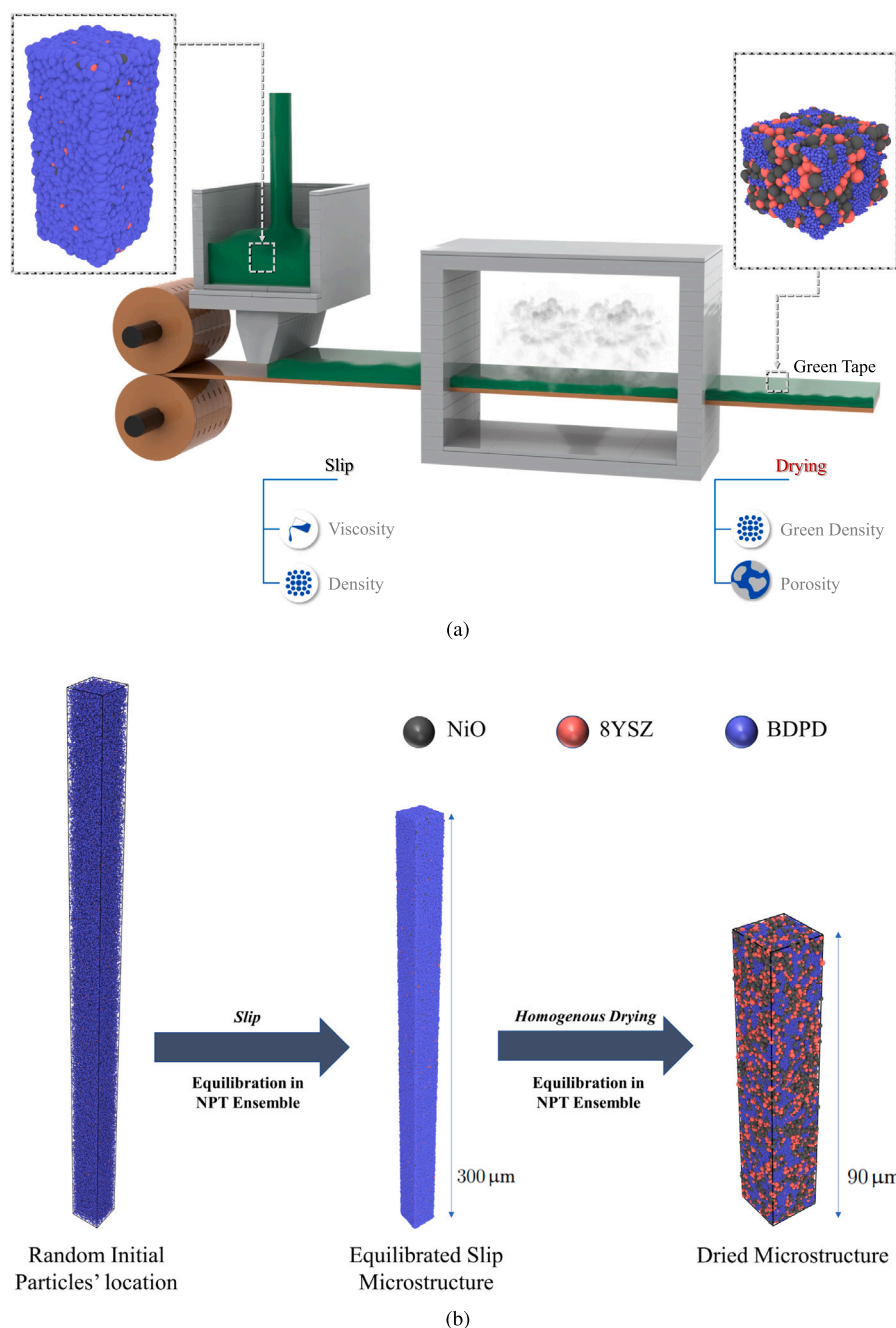 Green Tape
Slip
Drying
Viscosity
Green Density
Density
Porosity
(a)
NiO
8YSZ
BDPD
Slip
Homogenous Drying
Equilibration in
NPT Ensemble
Equilibration in
NPT Ensemble
300 μm
90 μm
Random Initial
Particles' location
Equilibrated Slip
Microstructure
Dried Microstructure
(b)